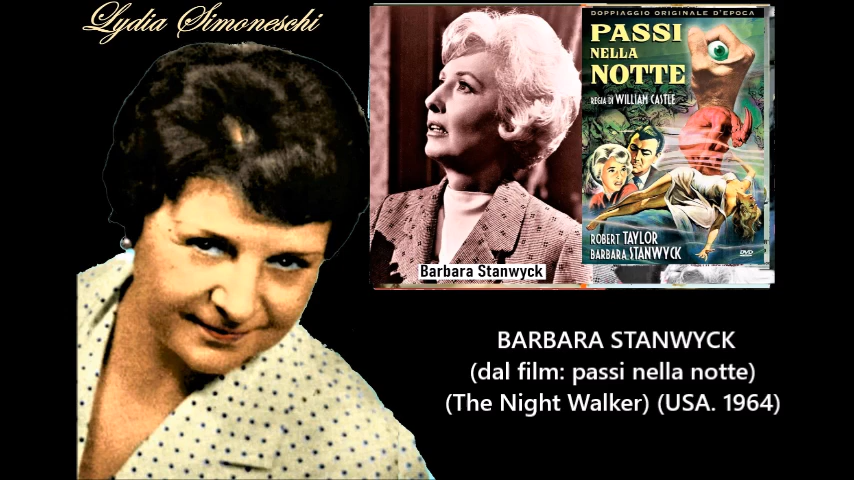 Lydia Simoneschi
DOPPIAGGIO ORIGINALE D'EPOCA
PASSI
NELLA
NOTTE
REGIA DI WILLIAM CASTLE
ROBERT TAYLOR
BARBARA STANWYCK
DVD
Barbara Stanwyck
BARBARA STANWYCK
(dal film: passi nella notte)
(The Night Walker) (USA. 1964)